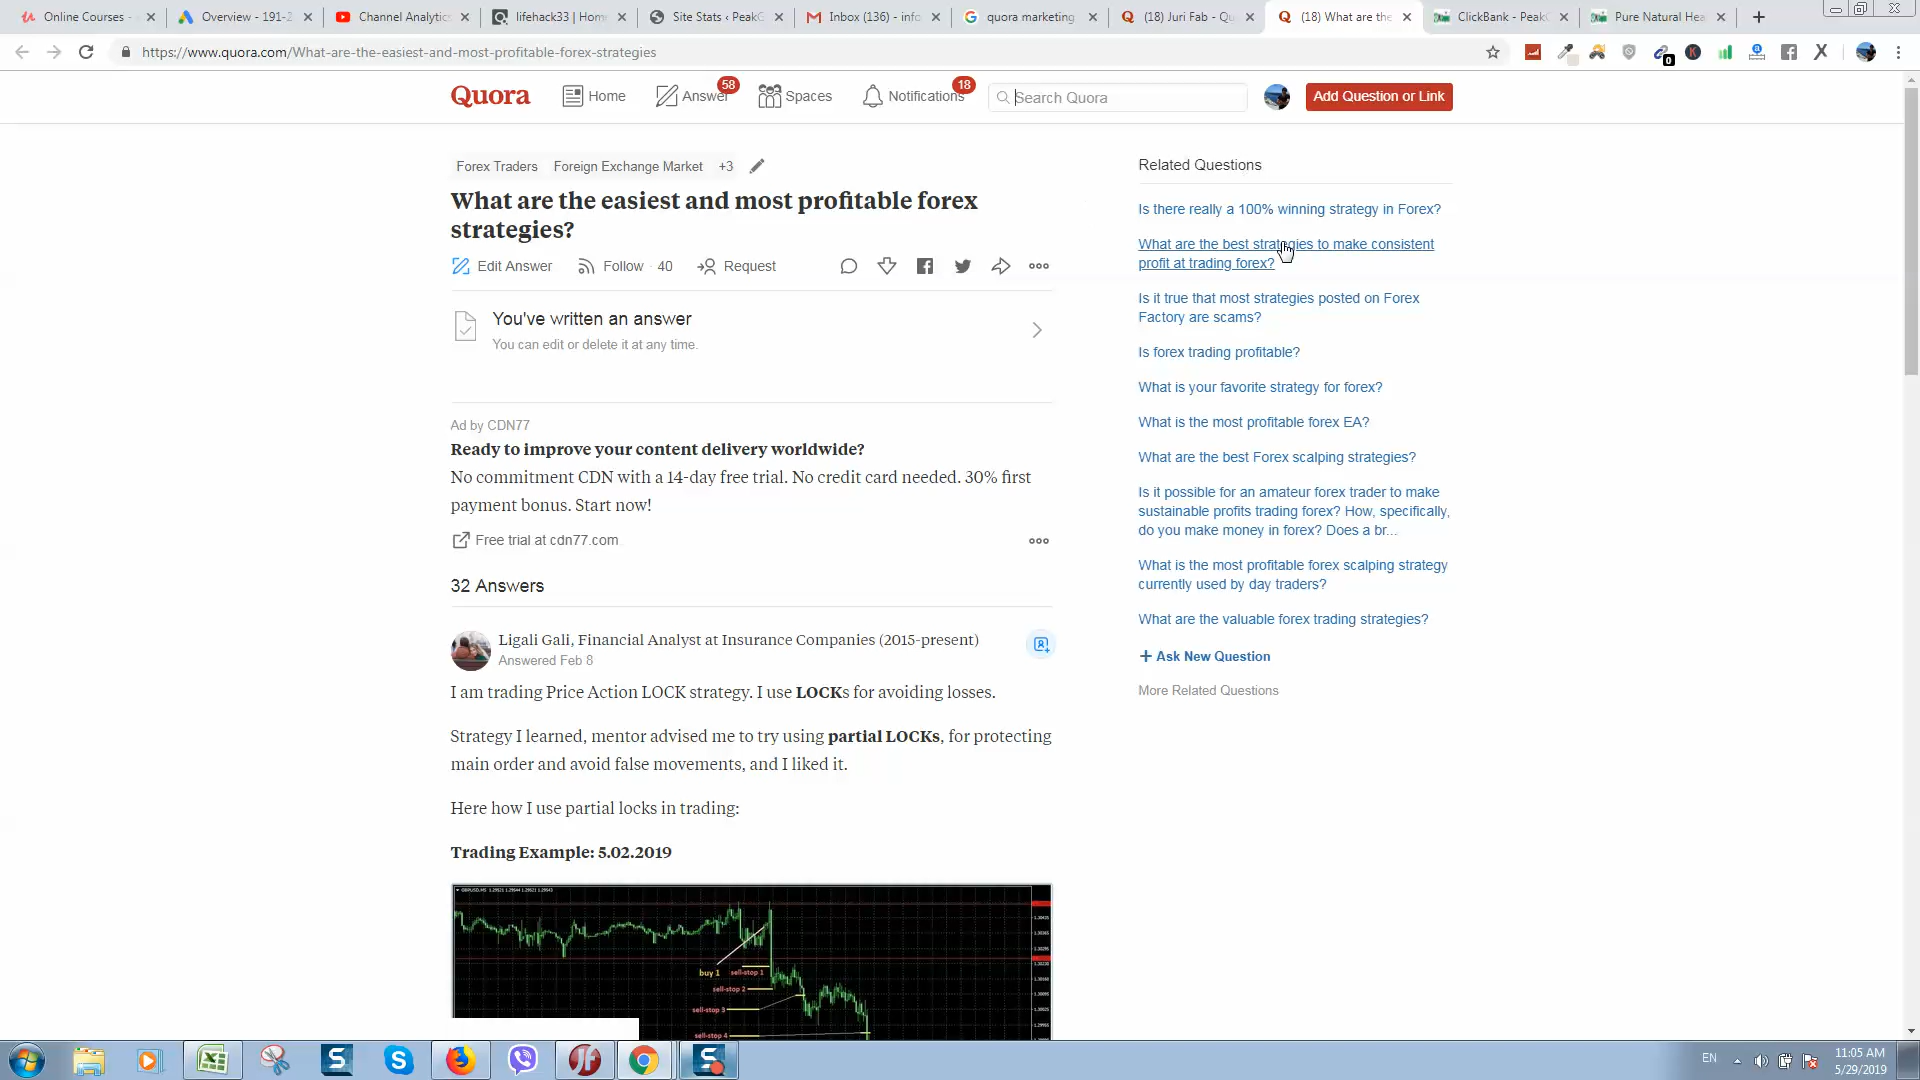 Online Courses -
Overview - 191-2
Channel Analytics
lifehack33 | Hom
Site Stats ‹ PeakG
Inbox (136) - info
quora marketing
(18) Juri Fab - Qu
(18) What are the
ClickBank - PeakG
Pure Natural Hea
https://www.quora.com/What-are-the-easiest-and-most-profitable-forex-strategies
0
Quora
Home
Answer
58
Spaces
Notifications
18
Search Quora
Add Question or Link
Forex Traders
Foreign Exchange Market
+3
What are the easiest and most profitable forex
strategies?
Edit Answer
Follow · 40
Request
You've written an answer
You can edit or delete it at any time.
Ad by CDN77
Ready to improve your content delivery worldwide?
No commitment CDN with a 14-day free trial. No credit card needed. 30% first
payment bonus. Start now!
Free trial at cdn77.com
32 Answers
Ligali Gali, Financial Analyst at Insurance Companies (2015-present)
Answered Feb 8
I am trading Price Action LOCK strategy. I use LOCKs for avoiding losses.
Strategy I learned, mentor advised me to try using partial LOCKs, for protecting
main order and avoid false movements, and I liked it.
Here how I use partial locks in trading:
Trading Example: 5.02.2019
buy 1
sell-stop 1
sell-stop 2
sell-stop 3
sell-stop 4
Related Questions
Is there really a 100% winning strategy in Forex?
What are the best strategies to make consistent
profit at trading forex?
Is it true that most strategies posted on Forex
Factory are scams?
Is forex trading profitable?
What is your favorite strategy for forex?
What is the most profitable forex EA?
What are the best Forex scalping strategies?
Is it possible for an amateur forex trader to make
sustainable profits trading forex? How, specifically,
do you make money in forex? Does a br...
What is the most profitable forex scalping strategy
currently used by day traders?
What are the valuable forex trading strategies?
+ Ask New Question
More Related Questions
EN
11:05 AM
5/29/2019